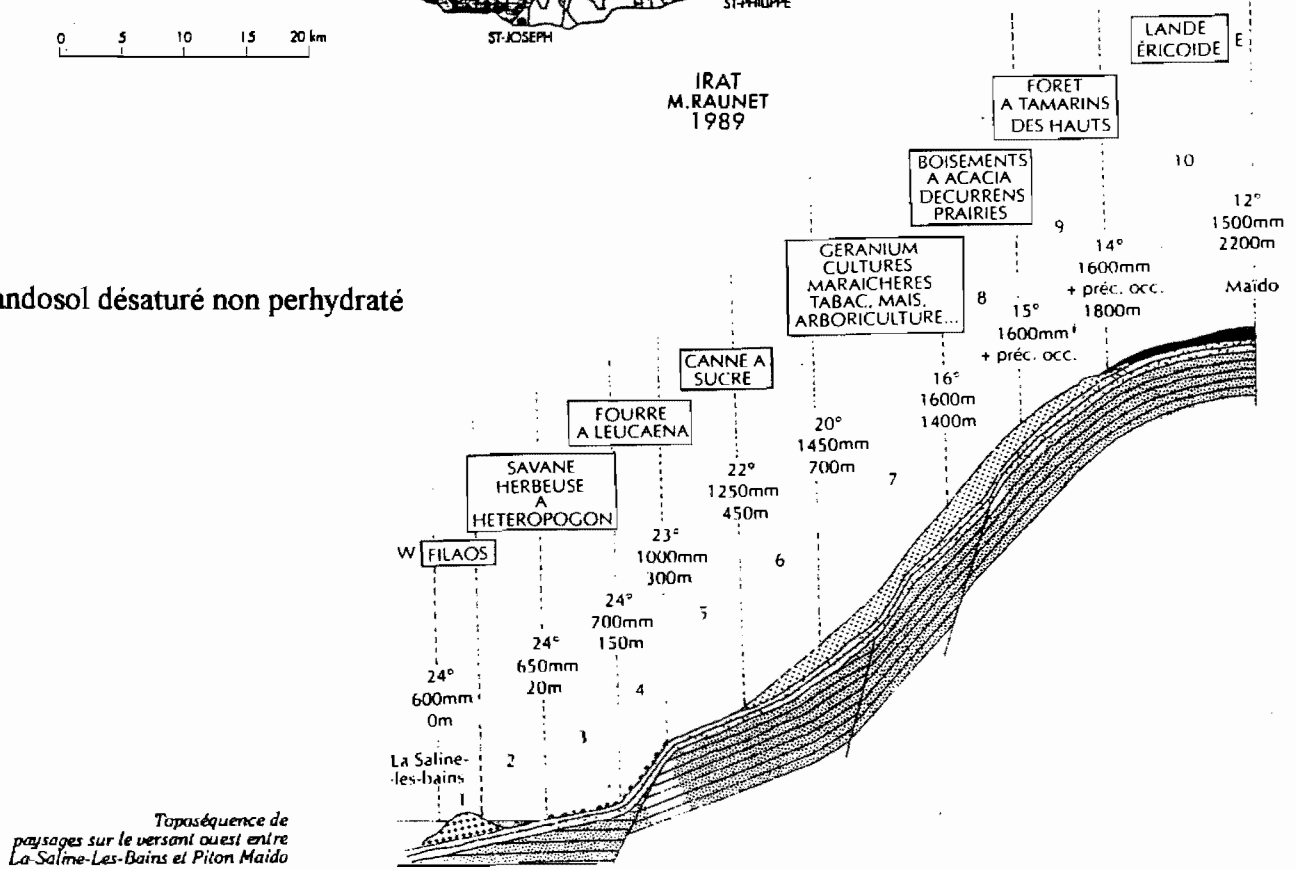 ST-PHILIPPE
ST-JOSEPH
0 5 10 15 20 km
IRAT
M.RAUNET
1989
LANDE
ÉRICOIDE
E
FORET
A TAMARINS
DES HAUTS
10
BOISEMENTS
A ACACIA
DECURRENS
PRAIRIES
9
12°
1500mm
2200m
Maïdo
14°
1600mm
+ préc. occ.
1800m
GERANIUM
CULTURES
MARAICHERES
TABAC, MAIS,
ARBORICULTURE...
8
15°
1600mm
+ préc. occ.
andosol désaturé non perhydraté
CANNE A
SUCRE
16°
1600m
1400m
FOURRE
A LEUCAENA
20°
1450mm
700m
7
SAVANE
HERBEUSE
A
HETEROPOGON
22°
1250mm
450m
6
W
FILAOS
23°
1000mm
300m
5
24°
700mm
150m
4
24°
650mm
20m
3
24°
600mm
0m
2
La Saline-
-les-bains
1
Toposéquence de
paysages sur le versant ouest entre
La-Saline-Les-Bains et Piton Maido